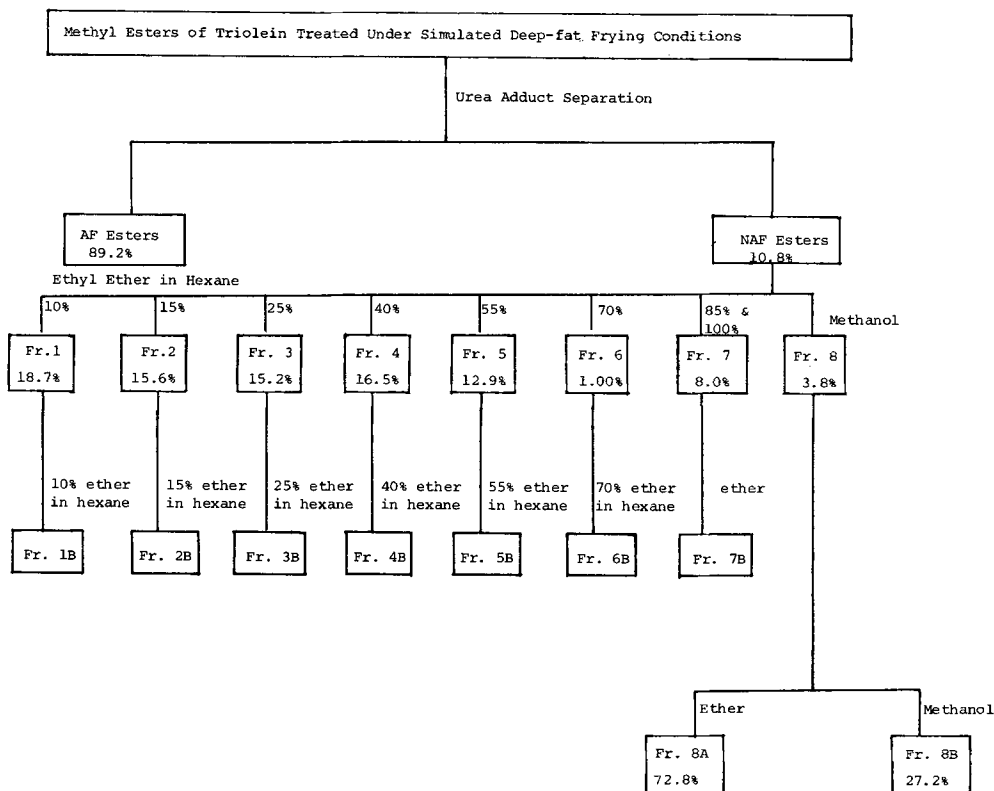 Methyl Esters of Triolein Treated Under Simulated Deep-fat Frying Conditions
Urea Adduct Separation
AF Esters
89.2%
NAF Esters
10.8%
Ethyl Ether in Hexane
10%
15%
25%
40%
55%
70%
85% &
100%
Methanol
Fr.1
18.7%
Fr.2
15.6%
Fr. 3
15.2%
Fr. 4
16.5%
Fr. 5
12.9%
Fr. 6
1.00%
Fr. 7
8.0%
Fr. 8
3.8%
10% ether
in hexane
15% ether
in hexane
25% ether
in hexane
40% ether
in hexane
55% ether
in hexane
70% ether
in hexane
ether
Fr. 1B
Fr. 2B
Fr. 3B
Fr. 4B
Fr. 5B
Fr. 6B
Fr. 7B
Ether
Methanol
Fr. 8A
72.8%
Fr. 8B
27.2%